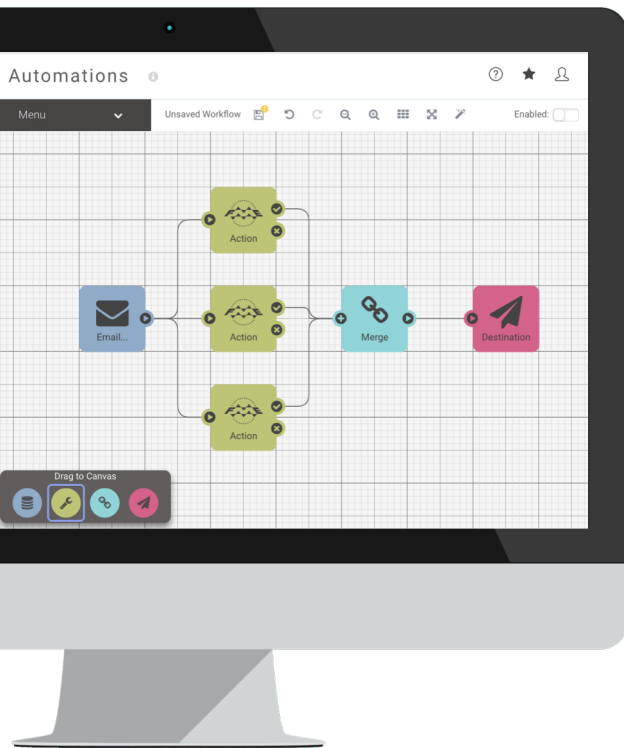 Automations
Menu
Unsaved Workflow
Enabled:
Action
Email...
Action
Merge
Destination
Action
Drag to Canvas